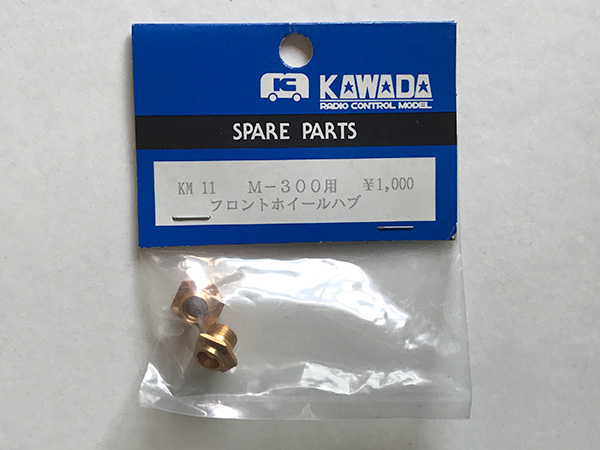 KAWADA
RADIO CONTROL MODEL
SPARE PARTS
KM 11 M-300用 ¥1,000
フロントホイールハブ